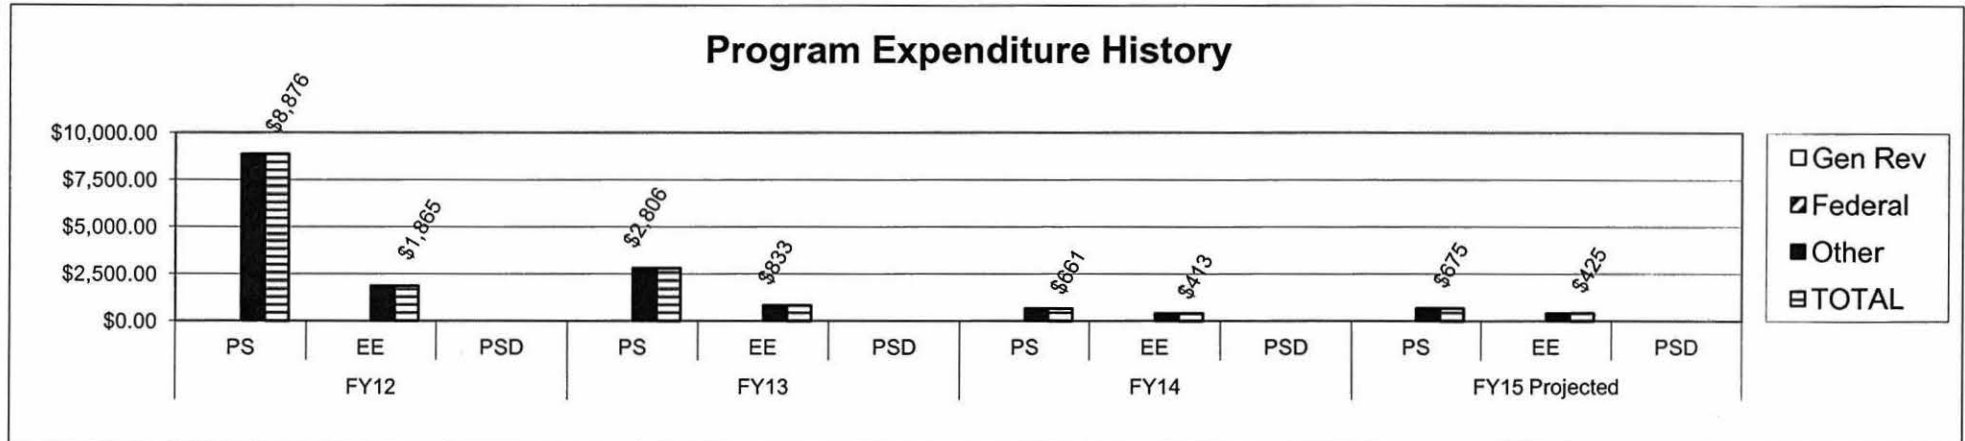 Program Expenditure History
$10,000.00
$7,500.00
$5,000.00
$2,500.00
$0.00
$8,876
$1,865
$2,806
$833
$661
$413
$675
$425
PS EE PSD PS EE PSD PS EE PSD PS EE PSD
FY12 FY13 FY14 FY15 Projected
Gen Rev
Federal
Other
TOTAL